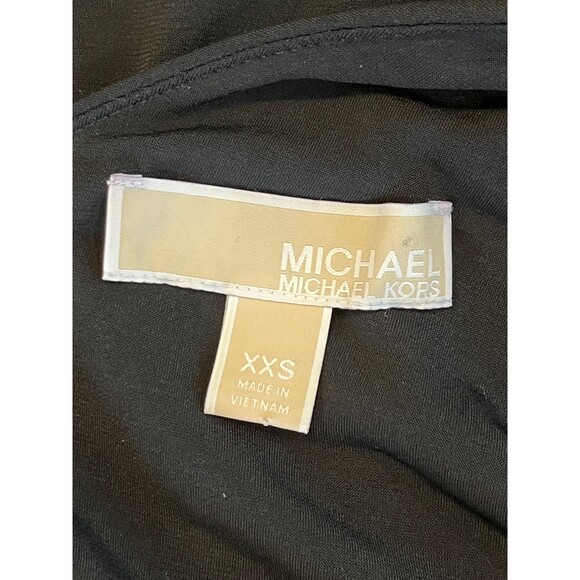 MICHAEL
MICHAEL KORS
XXS
MADE IN
VIETNAM